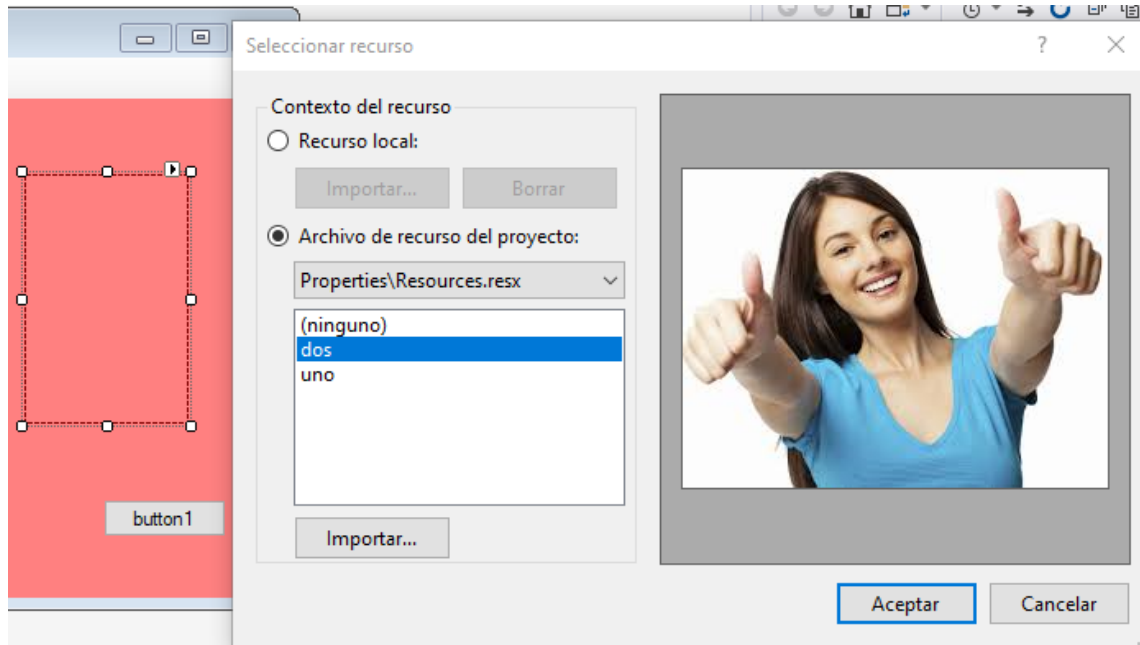 Seleccionar recurso
Contexto del recurso
Recurso local:
Importar... Borrar
Archivo de recurso del proyecto:
Properties\Resources.resx
(ninguno)
dos
uno
Importar...
button1
Aceptar Cancelar